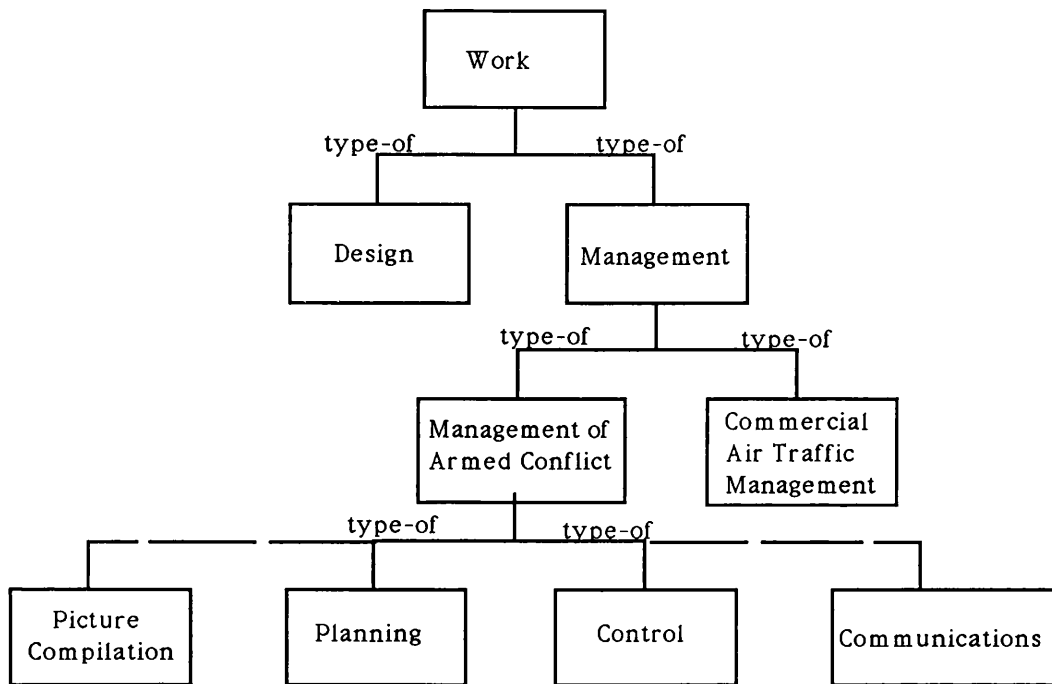 Work
type-of
type-of
Design
Management
type-of
type-of
Management of
Armed Conflict
Commercial
Air Traffic
Management
type-of
type-of
Picture
Compilation
Planning
Control
Communications